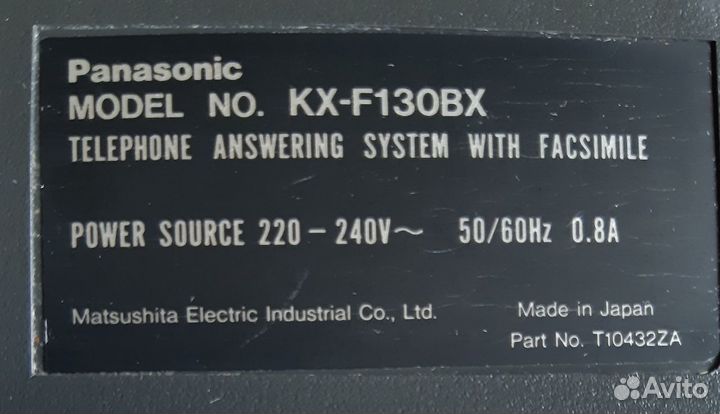 Panasonic
MODEL NO. KX-F130BX
TELEPHONE ANSWERING SYSTEM WITH FACSIMILE
POWER SOURCE 220 – 240V～ 50/60Hz 0.8A
Matsushita Electric Industrial Co., Ltd. Made in Japan
Part No. T10432ZA
Avito